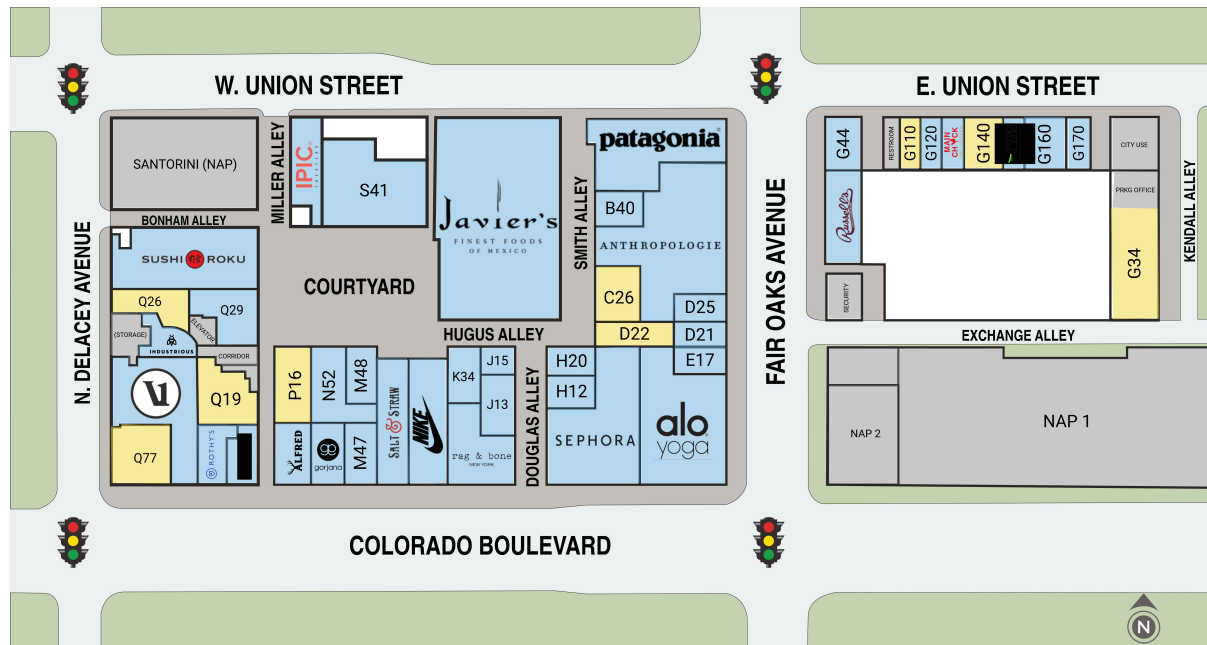 W. UNION STREET
E. UNION STREET
SANTORINI (NAP)
MILLER ALLEY
IPIC
THEATERS
S41
Javier's
FINEST FOODS
OF MEXICO
SMITH ALLEY
patagonia®
B40
ANTHROPOLOGIE
C26
D25
D22
D21
E17
BONHAM ALLEY
N. DELACEY AVENUE
SUSHI ROKU
Q26
Q29
(STORAGE)
ELEVATOR
INDUSTRIOUS
CORRIDOR
Q19
Q77
ROTHY'S
COURTYARD
HUGUS ALLEY
P16
N52
M48
ALFRED
gorjana
M47
SALT & STRAW
NIKE
K34
J15
J13
rag & bone
NEW YORK
DOUGLAS ALLEY
H20
H12
SEPHORA
alo
yoga
FAIR OAKS AVENUE
G44
Russell's
SECURITY
RESTROOM
G110
G120
MAIN
CHICK
G140
G160
G170
CITY USE
PRKG OFFICE
G34
KENDALL ALLEY
EXCHANGE ALLEY
NAP 2
NAP 1
COLORADO BOULEVARD
N